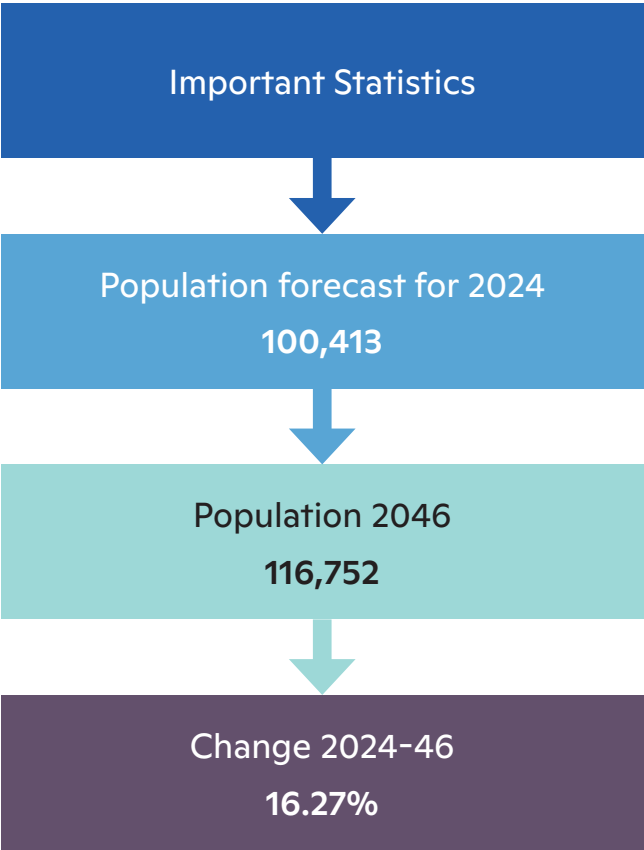 Important Statistics
Population forecast for 2024
100,413
Population 2046
116,752
Change 2024-46
16.27%